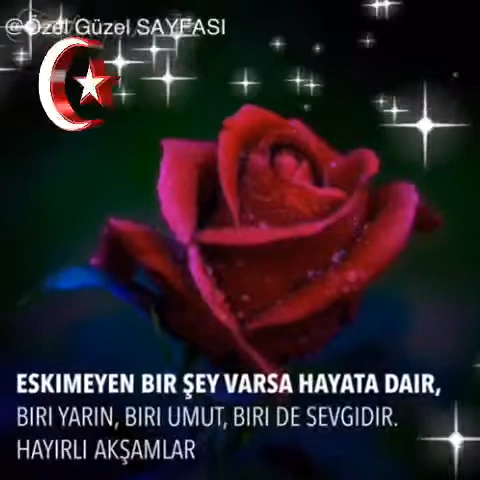 @Özel Güzel SAYFASI
ESKIMEYEN BIR ŞEY VARSA HAYATA DAIR,
BIRI YARIN, BIRI UMUT, BIRI DE SEVGIDIR.
HAYIRLI AKŞAMLAR